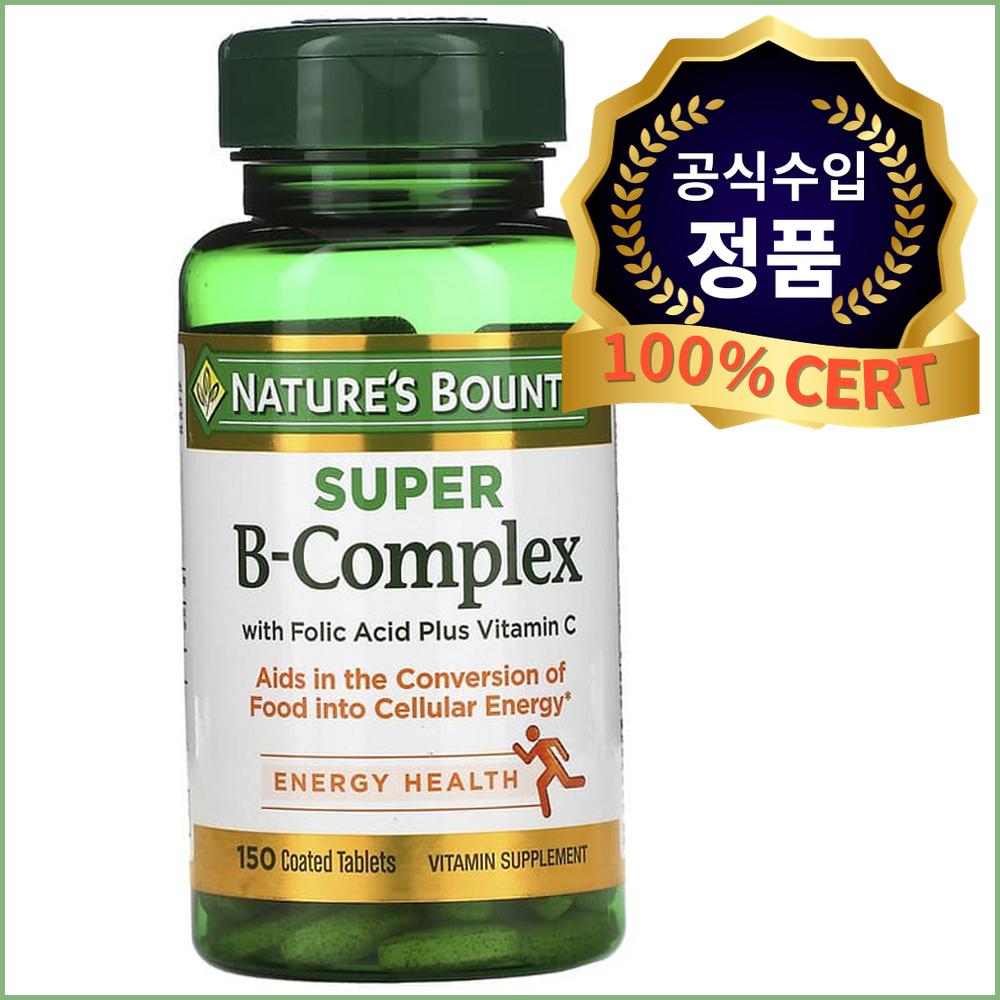 공식수입
정품
100% CERT
NATURE'S BOUNT
SUPER
B-Complex
with Folic Acid Plus Vitamin C
Aids in the Conversion of
Food into Cellular Energy*
ENERGY HEALTH
150 Coated Tablets VITAMIN SUPPLEMENT